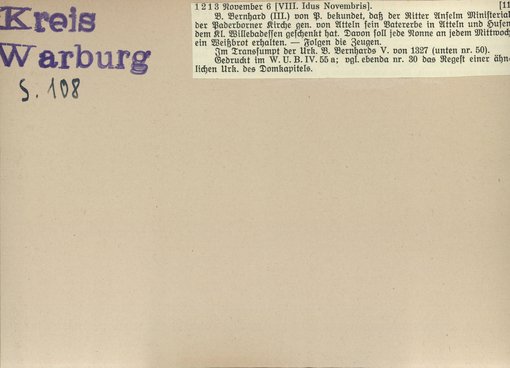 Kreis
Warburg
S. 108
1213 November 6 [VIII. Idus Novembris]. [11
B. Bernhard (III.) von P. bekundet, daß der Ritter Anselm Ministerial
der Paderborner Kirche gen. von Atteln sein Vatererbe in Atteln und Husen
dem Kl. Willebadessen geschenkt hat. Davon soll jede Nonne an jedem Mittwoch
ein Weißbrot erhalten. — Folgen die Zeugen.
Im Transsumpt der Urk. B. Bernhards V. von 1327 (unten nr. 50).
Gedruckt im W. U. B. IV. 55 a; vgl. ebenda nr. 30 das Regest einer ähn-
lichen Urk. des Domkapitels.